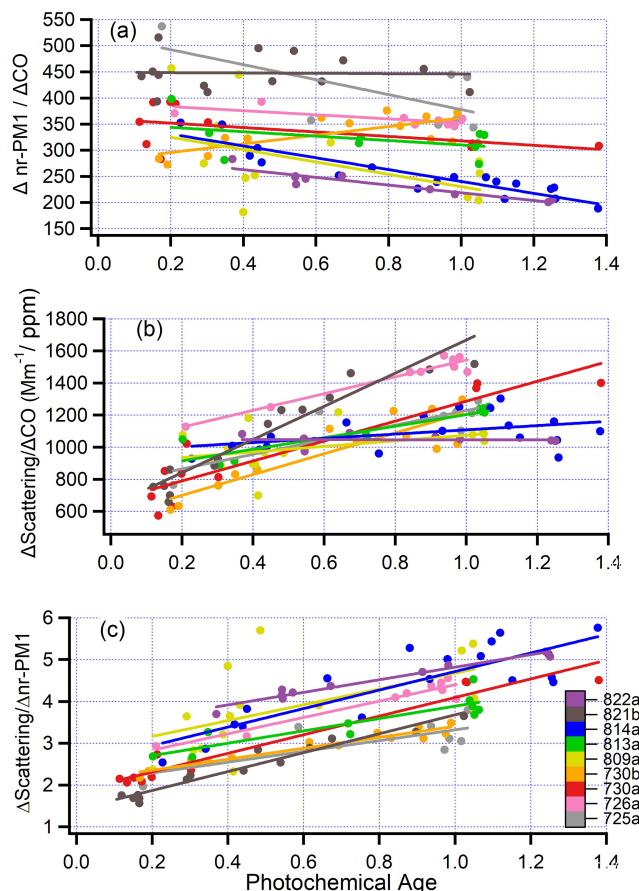 (a)
Δ nr-PM1 / ΔCO
550
500
450
400
350
300
250
200
150
0.0 0.2 0.4 0.6 0.8 1.0 1.2 1.4
(b)
ΔScattering/ΔCO (Mm⁻¹/ ppm)
1800
1600
1400
1200
1000
800
600
0.0 0.2 0.4 0.6 0.8 1.0 1.2 1.4
(c)
ΔScattering/Δnr-PM1
6
5
4
3
2
1
822a
821b
814a
813a
809a
730b
730a
726a
725a
0.0 0.2 0.4 0.6 0.8 1.0 1.2 1.4
Photochemical Age